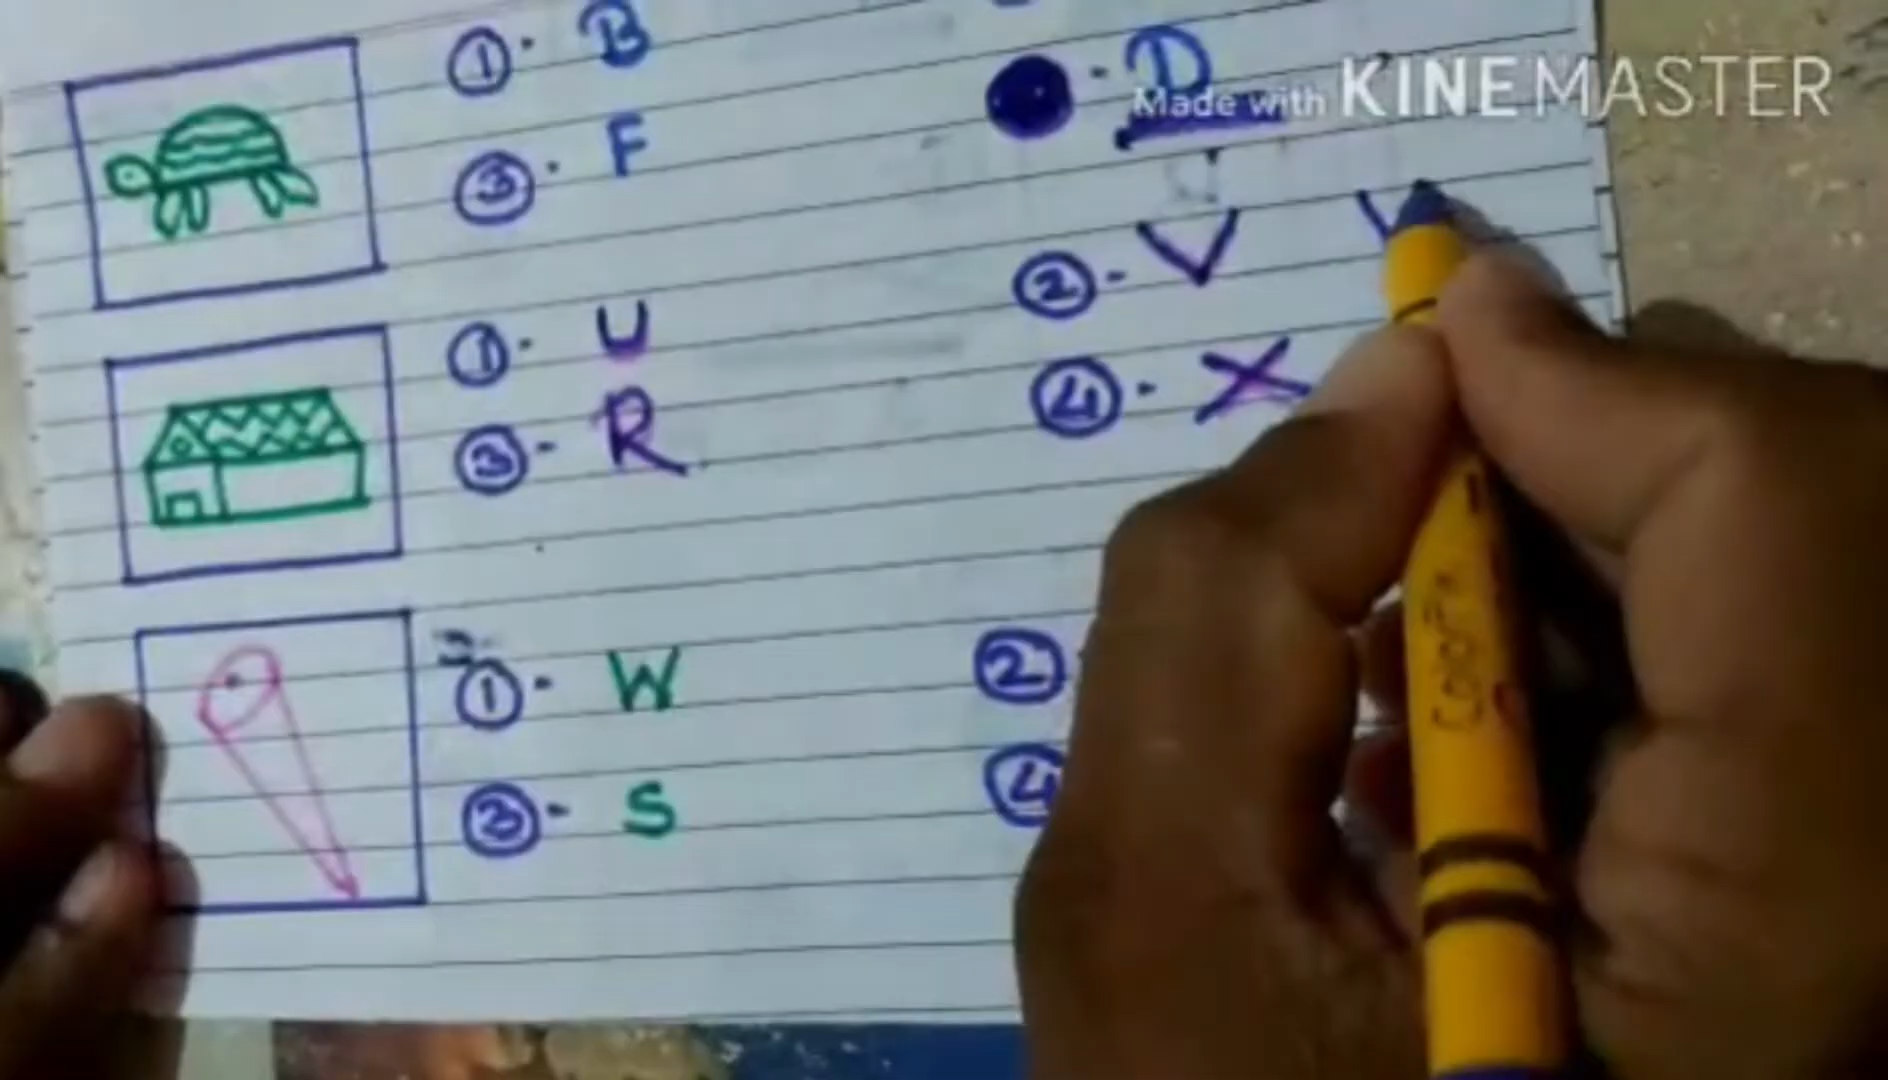 ① · B
● - D
Made with KINEMASTER
③ · F
① · U
② - V
③ - R
④ - X
① - W
②
③ - S
④